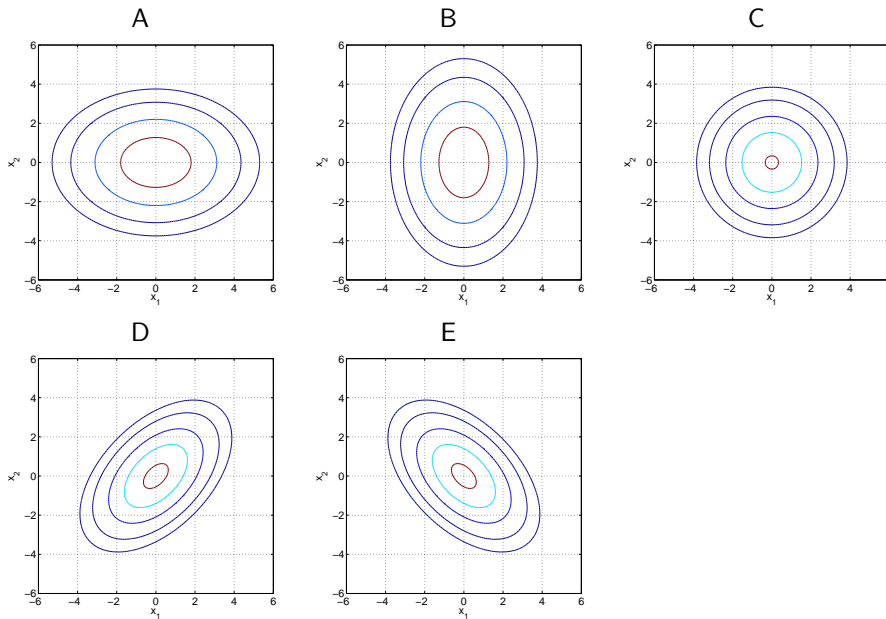 A B C
6 6 6
4 4 4
2 2 2
x2 0 x2 0 x2 0
−2 −2 −2
−4 −4 −4
−6 −6 −6
−6 −4 −2 0 2 4 6 −6 −4 −2 0 2 4 6 −6 −4 −2 0 2 4
x1 x1 x1
D E
6 6
4 4
2 2
x2 0 x2 0
−2 −2
−4 −4
−6 −6
−6 −4 −2 0 2 4 6 −6 −4 −2 0 2 4 6
x1 x1